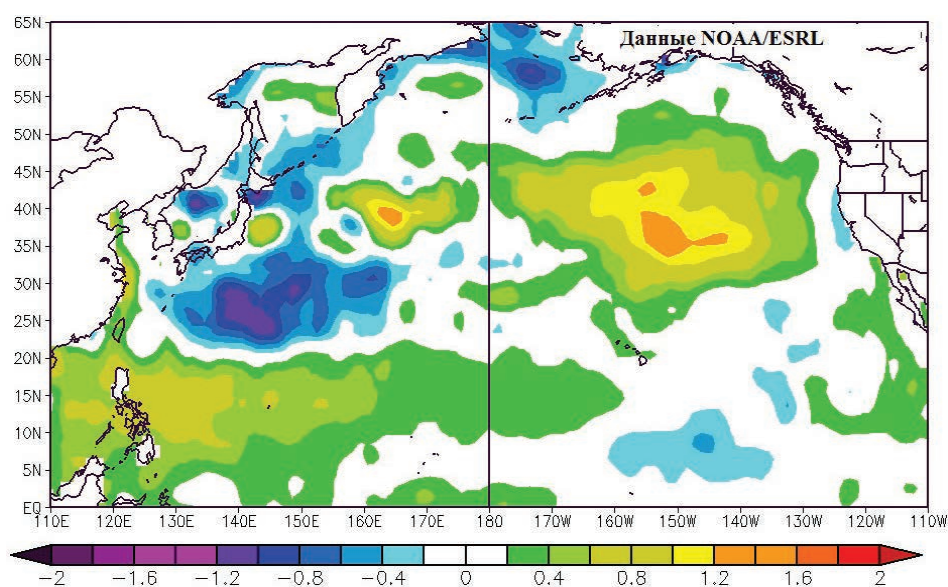 Данные NOAA/ESRL
65N
60N
55N
50N
45N
40N
35N
30N
25N
20N
15N
10N
5N
EQ
110E 120E 130E 140E 150E 160E 170E 180 170W 160W 150W 140W 130W 120W 110W
−2 −1.6 −1.2 −0.8 −0.4 0 0.4 0.8 1.2 1.6 2